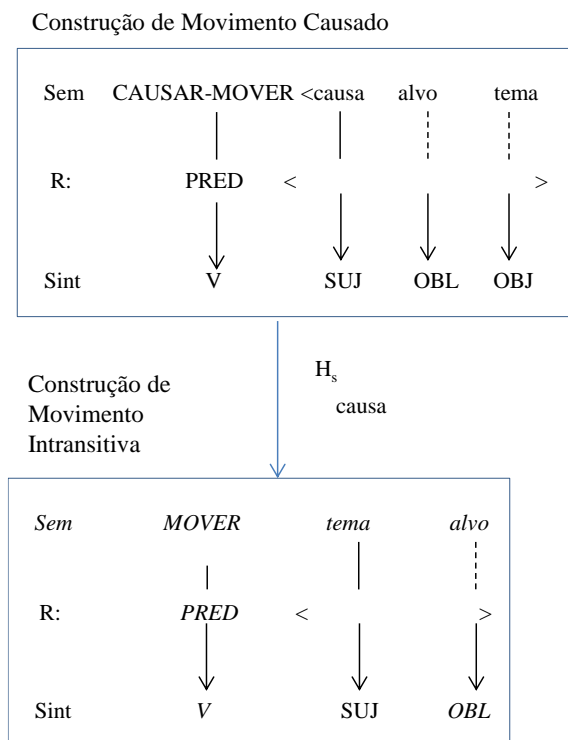 Construção de Movimento Causado
Sem CAUSAR-MOVER <causa alvo tema
R: PRED < >
Sint V SUJ OBL OBJ
Hs
causa
Construção de
Movimento
Intransitiva
Sem MOVER tema alvo
R: PRED < >
Sint V SUJ OBL